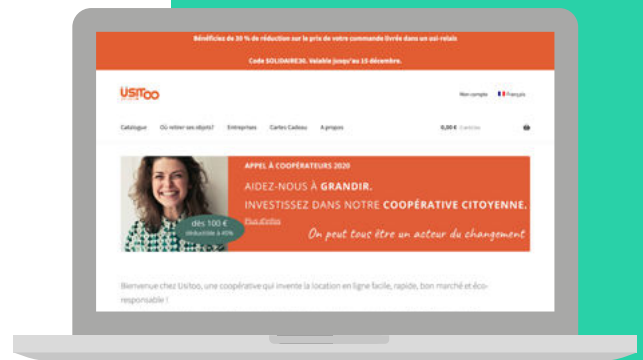 Bénéficiez de 30 % de réduction sur le prix de votre commande livrée dans un usi-relais
Code SOLIDAIRE30. Valable jusqu'au 15 décembre.
USITOO
Mon compte Français
Catalogue Où retirer ses objets? Entreprises Cartes Cadeau A propos 0,00 €
APPEL À COOPÉRATEURS 2020
AIDEZ-NOUS À GRANDIR.
INVESTISSEZ DANS NOTRE COOPÉRATIVE CITOYENNE.
Plus d'infos
dès 100 €
déductible à 45%
On peut tous être un acteur du changement
Bienvenue chez Usitoo, une coopérative qui invente la location en ligne facile, rapide, bon marché et éco-
responsable !